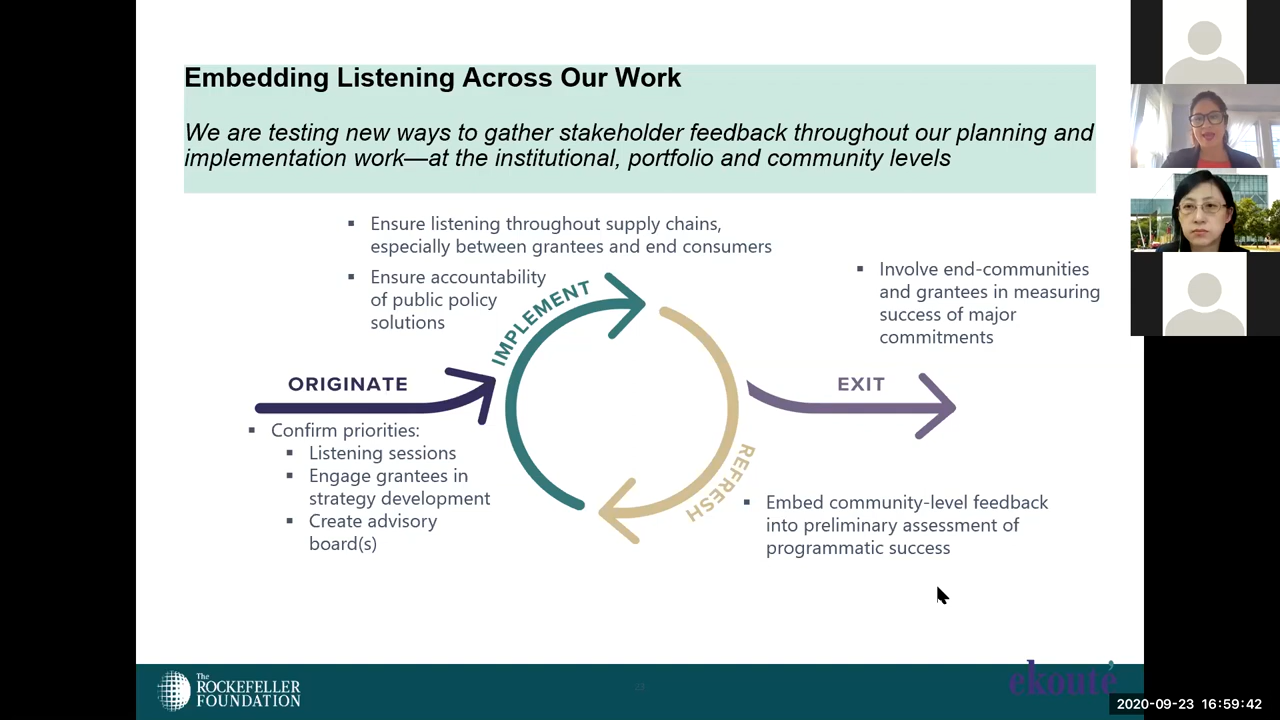 Embedding Listening Across Our Work
We are testing new ways to gather stakeholder feedback throughout our planning and
implementation work—at the institutional, portfolio and community levels
▪ Ensure listening throughout supply chains,
especially between grantees and end consumers
▪ Ensure accountability
of public policy
solutions
▪ Involve end-communities
and grantees in measuring
success of major
commitments
IMPLEMENT
ORIGINATE
EXIT
▪ Confirm priorities:
▪ Listening sessions
▪ Engage grantees in
strategy development
▪ Create advisory
board(s)
REFRESH
▪ Embed community-level feedback
into preliminary assessment of
programmatic success
The
ROCKEFELLER
FOUNDATION
ekouté
2020-09-23 16:59:42